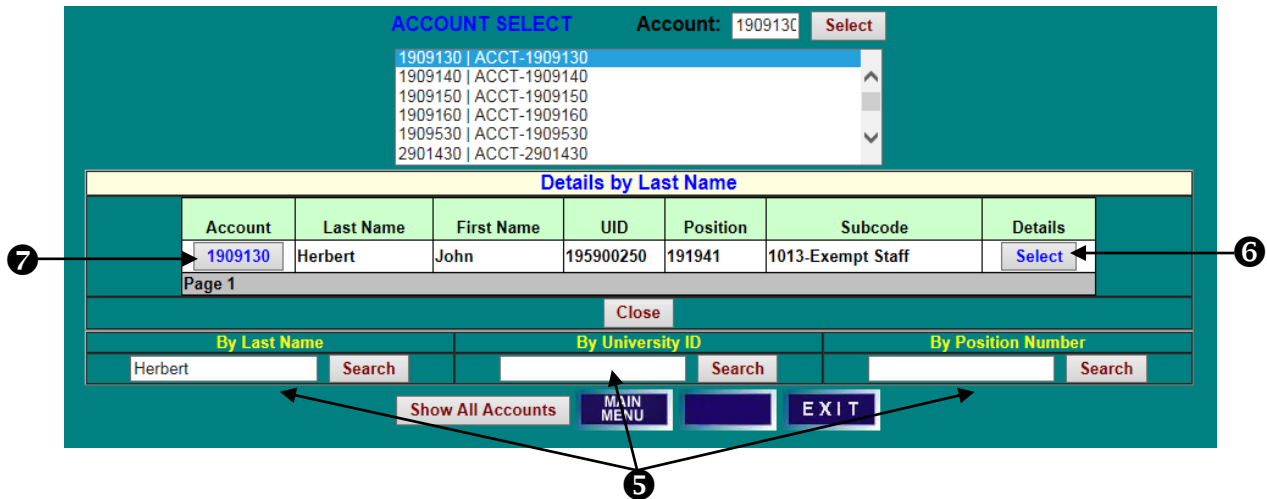 ACCOUNT SELECT Account: 1909130 Select
1909130 | ACCT-1909130
1909140 | ACCT-1909140
1909150 | ACCT-1909150
1909160 | ACCT-1909160
1909530 | ACCT-1909530
2901430 | ACCT-2901430
Details by Last Name
Account Last Name First Name UID Position Subcode Details
❼ 1909130 Herbert John 195900250 191941 1013-Exempt Staff Select ❻
Page 1
Close
By Last Name By University ID By Position Number
Herbert Search Search Search
Show All Accounts MAIN MENU EXIT
❺